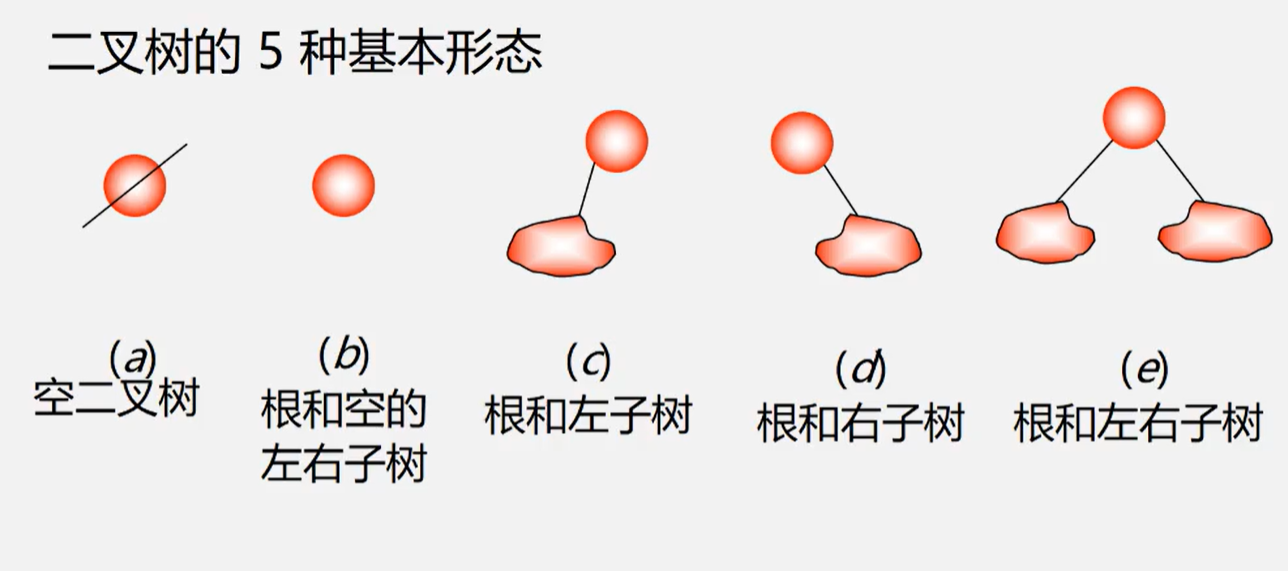 二叉树的 5 种基本形态
(a)
空二叉树
(b)
根和空的
左右子树
(c)
根和左子树
(d)
根和右子树
(e)
根和左右子树